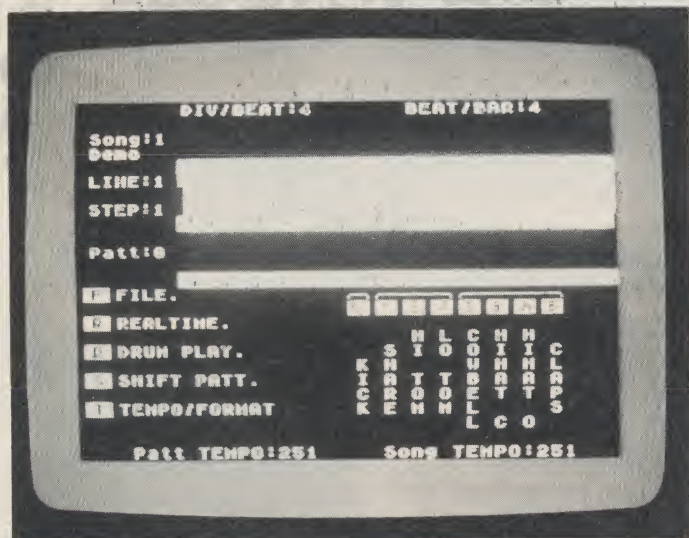 DIV/BEAT:4 BEAT/BAR:4
Song:1
Demo
LINE:1
STEP:1
Patt:0
F FILE.
R REALTIME.
D DRUM PLAY.
SHIFT PATT.
T TEMPO/FORMAT
KICK
SNARE
HI TOM
LO TOM
COWBELL
HIHAT C
HIHAT O
CLAPS
Patt TEMPO:251 Song TEMPO:251